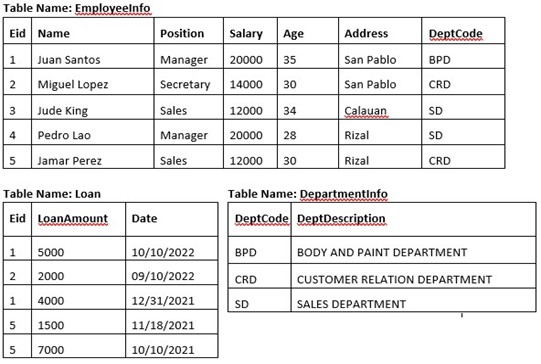 Table Name: EmployeeInfo
Eid Name Position Salary Age Address DeptCode
1 Juan Santos Manager 20000 35 San Pablo BPD
2 Miguel Lopez Secretary 14000 30 San Pablo CRD
3 Jude King Sales 12000 34 Calauan SD
4 Pedro Lao Manager 20000 28 Rizal SD
5 Jamar Perez Sales 12000 30 Rizal CRD
Table Name: Loan
Eid LoanAmount Date
1 5000 10/10/2022
2 2000 09/10/2022
1 4000 12/31/2021
5 1500 11/18/2021
5 7000 10/10/2021
Table Name: DepartmentInfo
DeptCode DeptDescription
BPD BODY AND PAINT DEPARTMENT
CRD CUSTOMER RELATION DEPARTMENT
SD SALES DEPARTMENT